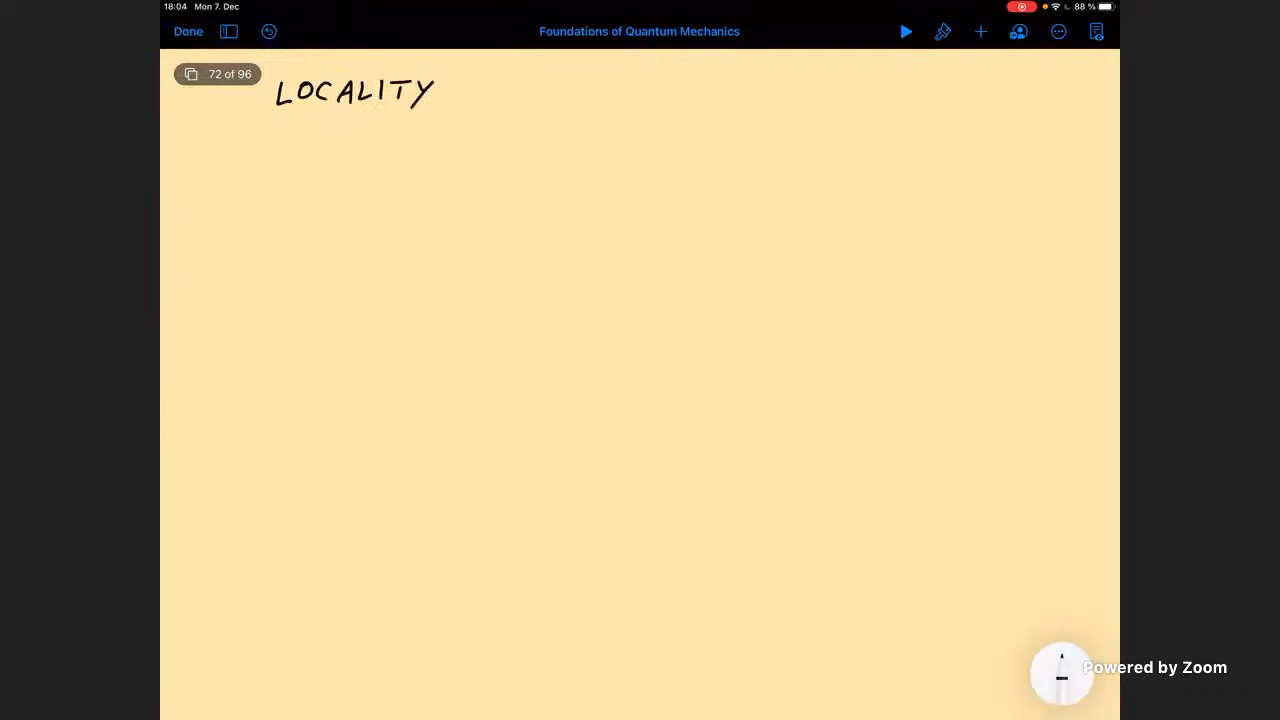 18:04 Mon 7. Dec 88 %
Done Foundations of Quantum Mechanics
72 of 96
LOCALITY
Powered by Zoom